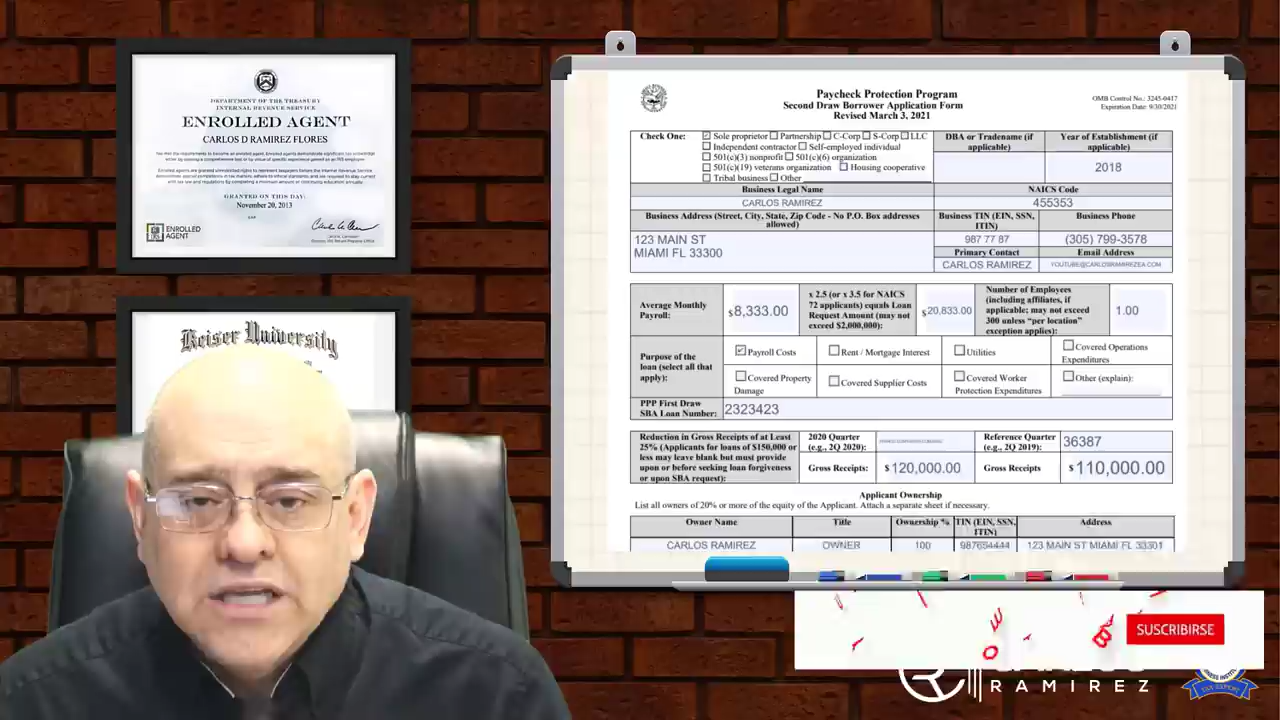 DEPARTMENT OF THE TREASURY
INTERNAL REVENUE SERVICE
ENROLLED AGENT
CARLOS D RAMIREZ FLORES
GRANTED ON THIS DAY:
November 20, 2013
ENROLLED
AGENT
Keiser University
Paycheck Protection Program
Second Draw Borrower Application Form
Revised March 3, 2021
OMB Control No.: 3245-0417
Expiration Date: 9/30/2021
Check One:
Sole proprietor Partnership C-Corp S-Corp LLC
Independent contractor Self-employed individual
501(c)(3) nonprofit 501(c)(6) organization
501(c)(19) veterans organization Housing cooperative
Tribal business Other
DBA or Tradename (if
applicable)
Year of Establishment (if
applicable)
2018
Business Legal Name
NAICS Code
CARLOS RAMIREZ
455353
Business Address (Street, City, State, Zip Code - No P.O. Box addresses
allowed)
Business TIN (EIN, SSN,
ITIN)
Business Phone
123 MAIN ST
MIAMI FL 33300
987 77 87
(305) 799-3578
Primary Contact
Email Address
CARLOS RAMIREZ
YOUTUBE@CARLOSRAMIREZEA.COM
Average Monthly
Payroll:
$8,333.00
x 2.5 (or x 3.5 for NAICS
72 applicants) equals Loan
Request Amount (may not
exceed $2,000,000):
$20,833.00
Number of Employees
(including affiliates, if
applicable; may not exceed
300 unless “per location”
exception applies):
1.00
Purpose of the
loan (select all that
apply):
Payroll Costs
Rent / Mortgage Interest
Utilities
Covered Operations
Expenditures
Covered Property
Damage
Covered Supplier Costs
Covered Worker
Protection Expenditures
Other (explain):
PPP First Draw
SBA Loan Number:
2323423
Reduction in Gross Receipts of at Least
25% (Applicants for loans of $150,000 or
less may leave blank but must provide
upon or before seeking loan forgiveness
or upon SBA request):
2020 Quarter
(e.g., 2Q 2020):
Reference Quarter
(e.g., 2Q 2019):
36387
Gross Receipts:
$120,000.00
Gross Receipts
$110,000.00
Applicant Ownership
List all owners of 20% or more of the equity of the Applicant. Attach a separate sheet if necessary.
Owner Name
Title
Ownership %
TIN (EIN, SSN,
ITIN)
Address
CARLOS RAMIREZ
OWNER
100
987654444
123 MAIN ST MIAMI FL 33301
SUSCRIBIRSE
RAMIREZ